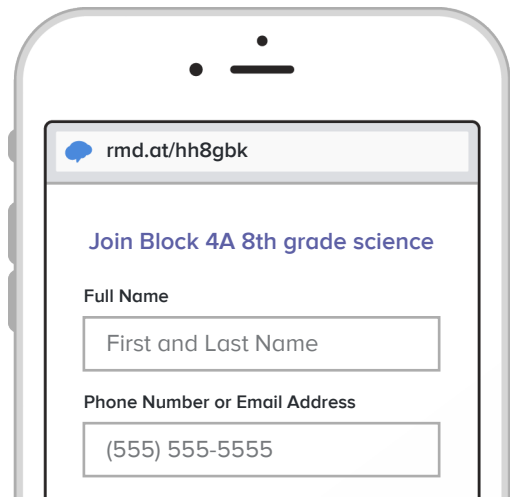 rmd.at/hh8gbk
Join Block 4A 8th grade science
Full Name
First and Last Name
Phone Number or Email Address
(555) 555-5555